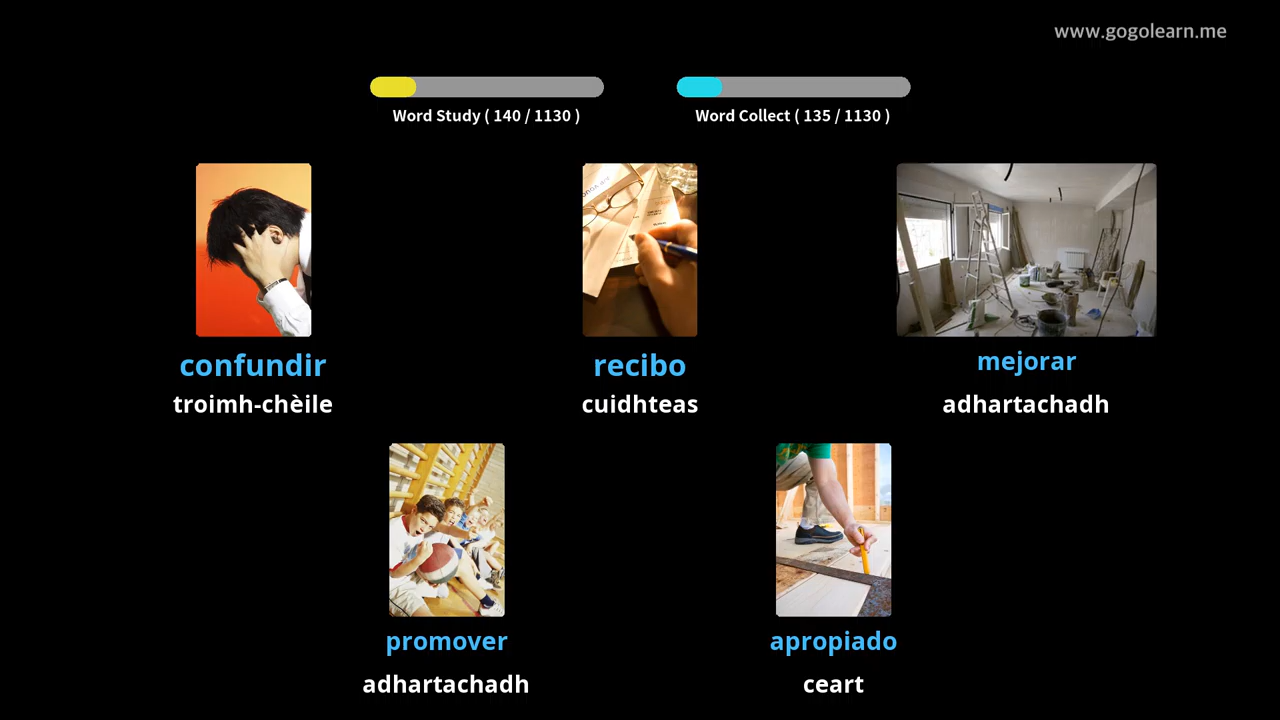 www.gogolearn.me
Word Study ( 140 / 1130 )
Word Collect ( 135 / 1130 )
confundir
troimh-chèile
recibo
cuidhteas
mejorar
adhartachadh
promover
adhartachadh
apropiado
ceart